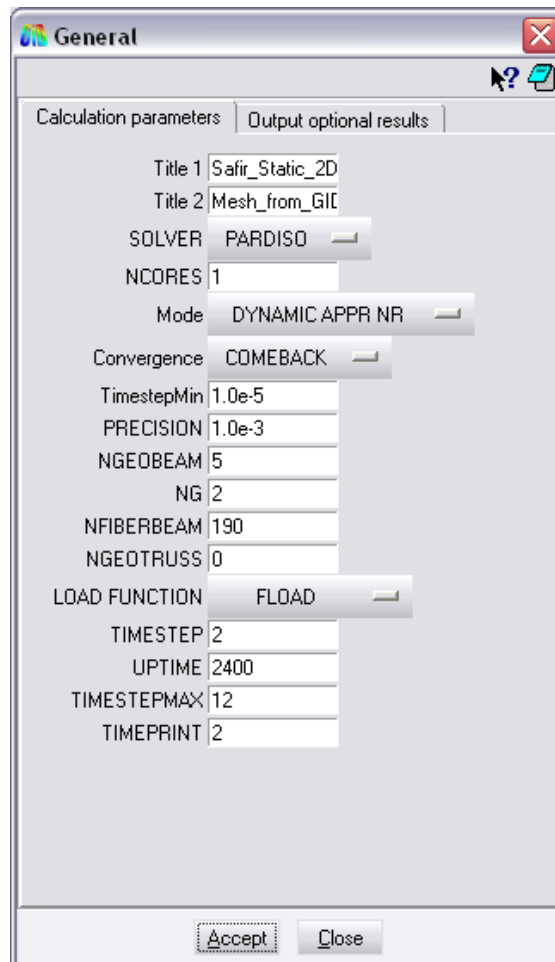 General
Calculation parameters Output optional results
Title 1 Safir_Static_2D
Title 2 Mesh_from_GID
SOLVER PARDISO
NCORES 1
Mode DYNAMIC APPR NR
Convergence COMEBACK
TimestepMin 1.0e-5
PRECISION 1.0e-3
NGEOBEAM 5
NG 2
NFIBERBEAM 190
NGEOTRUSS 0
LOAD FUNCTION FLOAD
TIMESTEP 2
UPTIME 2400
TIMESTEPMAX 12
TIMEPRINT 2
Accept Close